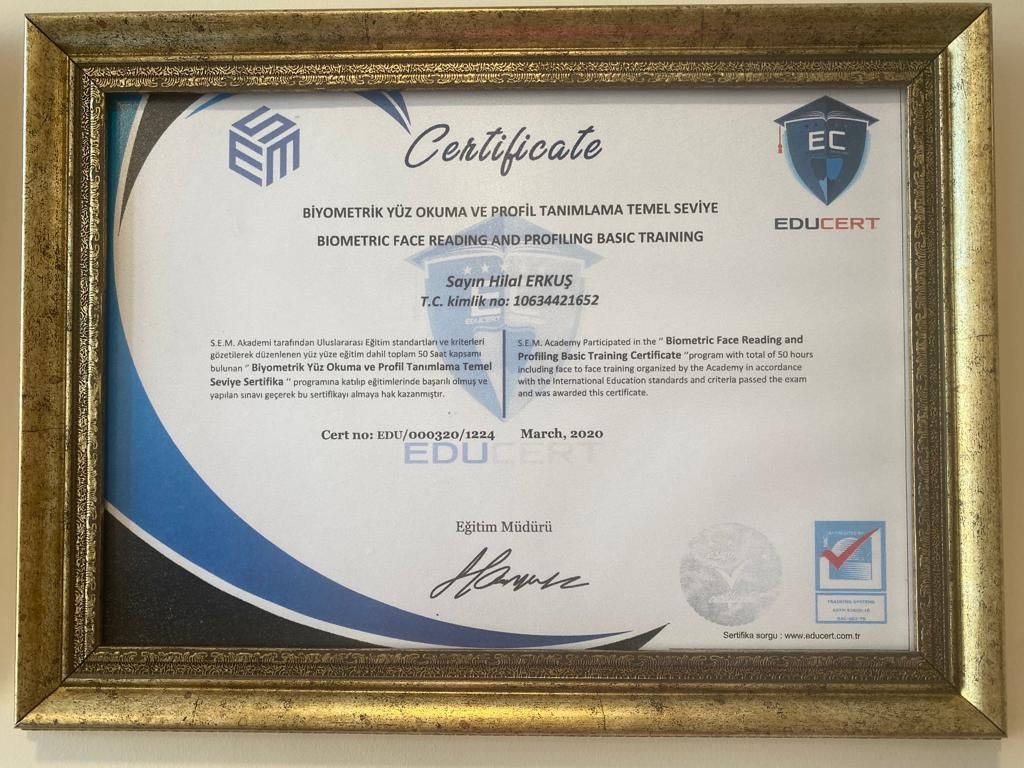 SEM
Certificate
EC
EDUCERT
BİYOMETRİK YÜZ OKUMA VE PROFİL TANIMLAMA TEMEL SEVİYE
BIOMETRIC FACE READING AND PROFILING BASIC TRAINING
Sayın Hilal ERKUŞ
T.C. kimlik no: 10634421652
S.E.M. Akademi tarafından Uluslararası Eğitim standartları ve kriterleri
gözetilerek düzenlenen yüz yüze eğitim dahil toplam 50 Saat kapsamı
bulunan " Biyometrik Yüz Okuma ve Profil Tanımlama Temel
Seviye Sertifika " programına katılıp eğitimlerinde başarılı olmuş ve
yapılan sınavı geçerek bu sertifikayı almaya hak kazanmıştır.
S.E.M. Academy Participated in the " Biometric Face Reading and
Profiling Basic Training Certificate "program with total of 50 hours
including face to face training organized by the Academy in accordance
with the International Education standards and criteria passed the exam
and was awarded this certificate.
Cert no: EDU/000320/1224 March, 2020
EDUCERT
Eğitim Müdürü
TRAINING SYSTEMS
Sertifika sorgu : www.educert.com.tr